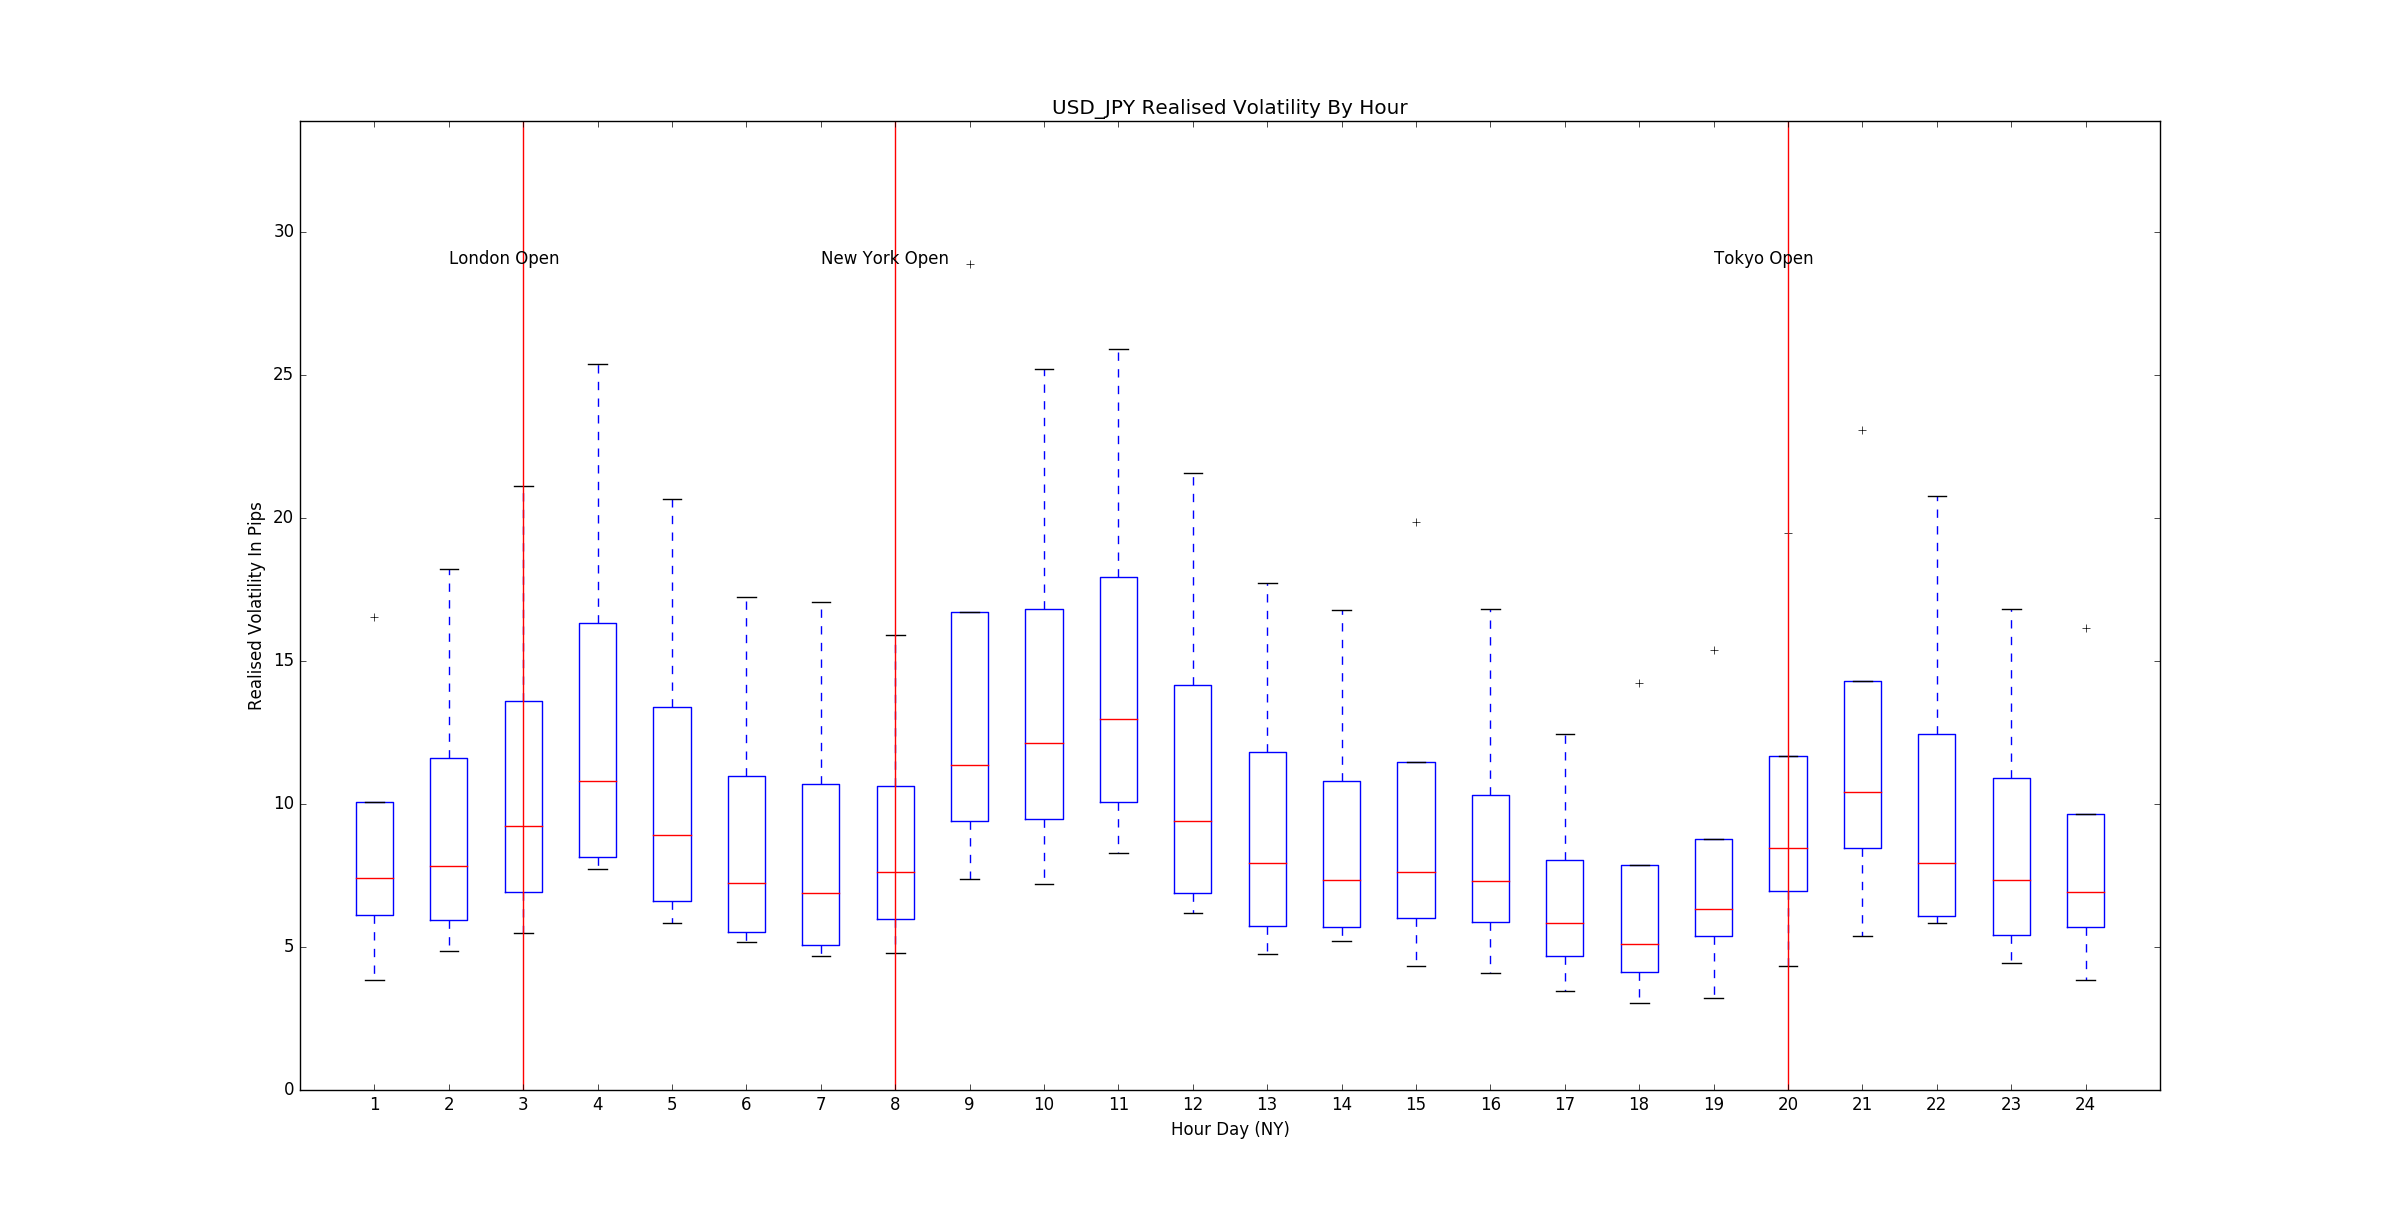 USD_JPY Realised Volatility By Hour
30
25
20
15
10
5
0
Realised Volatility In Pips
London Open
New York Open
Tokyo Open
1 2 3 4 5 6 7 8 9 10 11 12 13 14 15 16 17 18 19 20 21 22 23 24
Hour Day (NY)